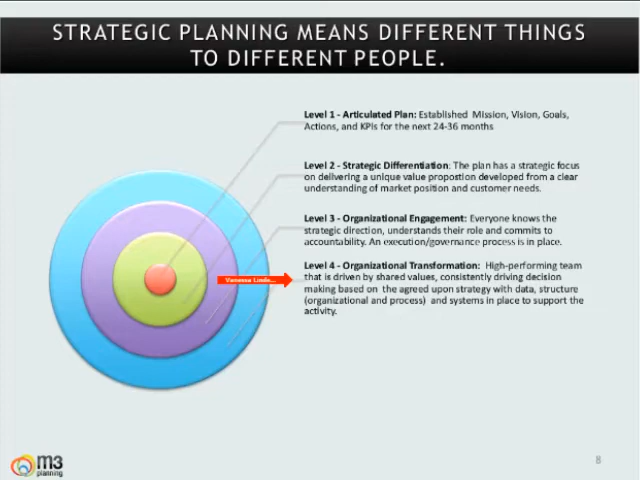 STRATEGIC PLANNING MEANS DIFFERENT THINGS
TO DIFFERENT PEOPLE.
Level 1 - Articulated Plan: Established Mission, Vision, Goals,
Actions, and KPIs for the next 24-36 months
Level 2 - Strategic Differentiation: The plan has a strategic focus
on delivering a unique value propostion developed from a clear
understanding of market position and customer needs.
Level 3 - Organizational Engagement: Everyone knows the
strategic direction, understands their role and commits to
accountability. An execution/governance process is in place.
Level 4 - Organizational Transformation: High-performing team
that is driven by shared values, consistently driving decision
making based on the agreed upon strategy with data, structure
(organizational and process) and systems in place to support the
activity.
Vanessa
m3
planning
8